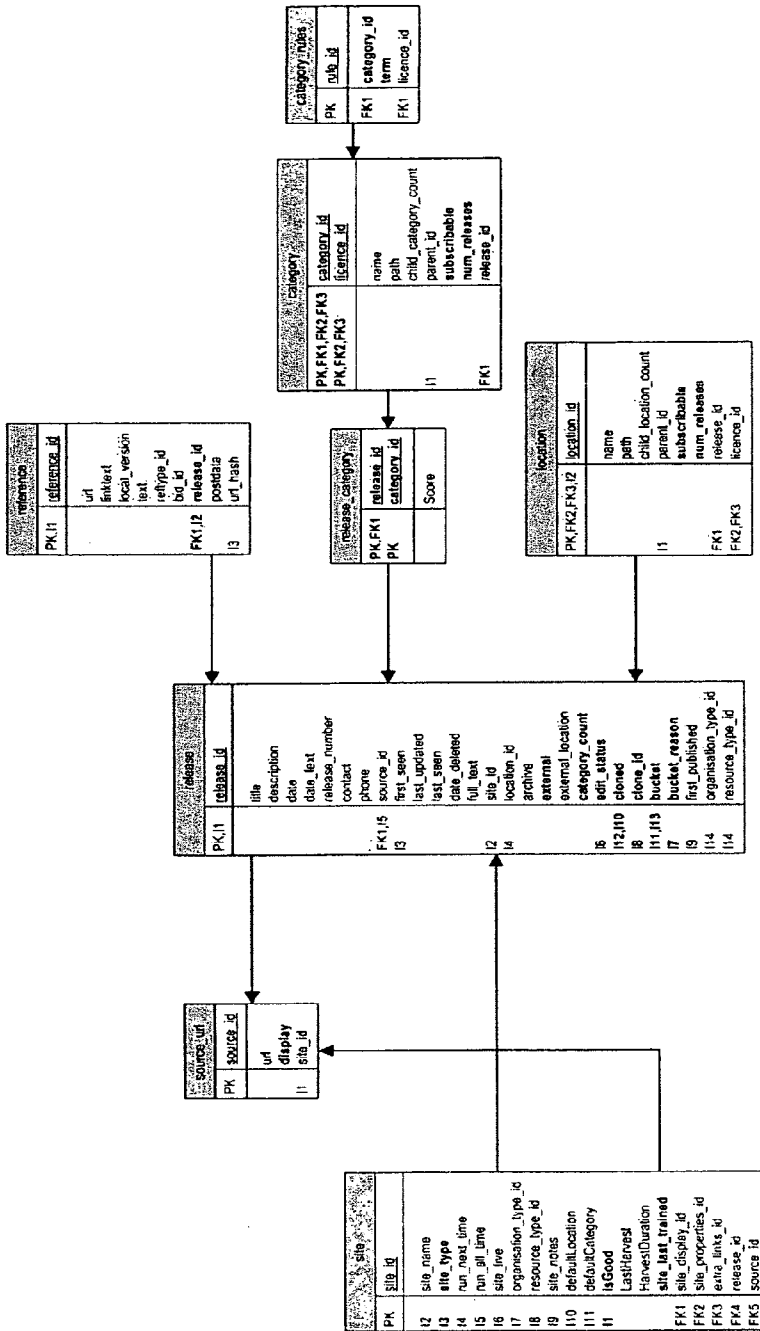 category_rules
PK rule_id
FK1 category_id
term
FK1 licence_id
category
PK,FK1,FK2,FK3 category_id
PK,FK2,FK3 licence_id
name
path
child_category_count
I1 parent_id
subscribable
num_releases
FK1 release_id
reference
PK,I1 reference_id
url
linktext
local_version
text
reftype_id
bid_id
FK1,I2 release_id
postdata
I3 url_hash
release_category
PK,FK1 release_id
PK category_id
Score
location
PK,FK2,FK3,I2 location_id
name
path
child_location_count
I1 parent_id
subscribable
num_releases
FK1 release_id
FK2,FK3 licence_id
release
PK,I1 release_id
title
description
date
date_text
release_number
contact
phone
FK1,I5 source_id
I3 first_seen
last_updated
last_seen
date_deleted
full_text
I2 site_id
I4 location_id
archive
external
external_location
category_count
I6 edit_status
I12,I10 cloned
I8 clone_id
I11,I13 bucket
I7 bucket_reason
I9 first_published
I14 organisation_type_id
I14 resource_type_id
source_url
PK source_id
url
display
I1 site_id
site
PK site_id
I2 site_name
I3 site_type
I4 run_next_time
I5 run_all_time
I6 site_live
I7 organisation_type_id
I8 resource_type_id
I9 site_notes
I10 defaultLocation
I11 defaultCategory
I1 IsGood
LastHarvest
HarvestDuration
site_last_trained
FK1 site_display_id
FK2 site_properties_id
FK3 extra_links_id
FK4 release_id
FK5 source_id